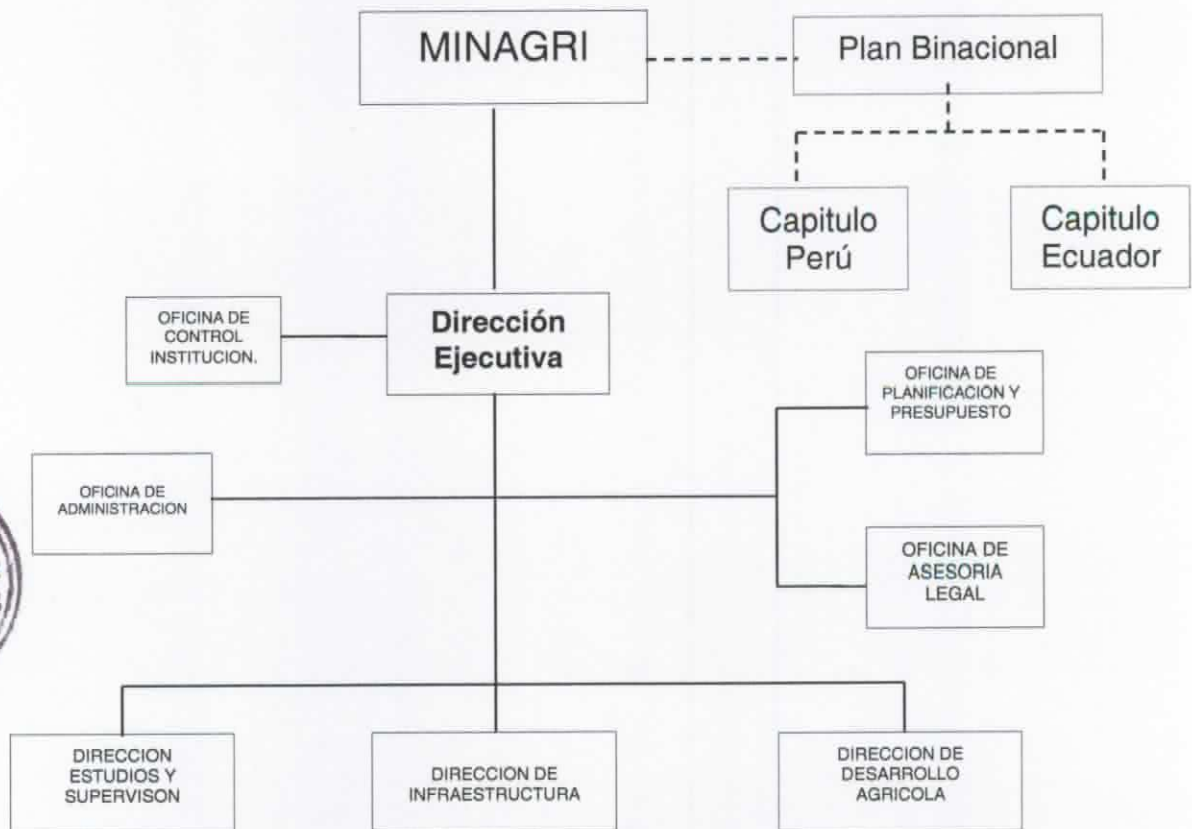 MINAGRI
Plan Binacional
Capitulo
Perú
Capitulo
Ecuador
OFICINA DE
CONTROL
INSTITUCION.
Dirección
Ejecutiva
OFICINA DE
PLANIFICACION Y
PRESUPUESTO
OFICINA DE
ADMINISTRACION
OFICINA DE
ASESORIA
LEGAL
DIRECCION
ESTUDIOS Y
SUPERVISON
DIRECCION DE
INFRAESTRUCTURA
DIRECCION DE
DESARROLLO
AGRICOLA